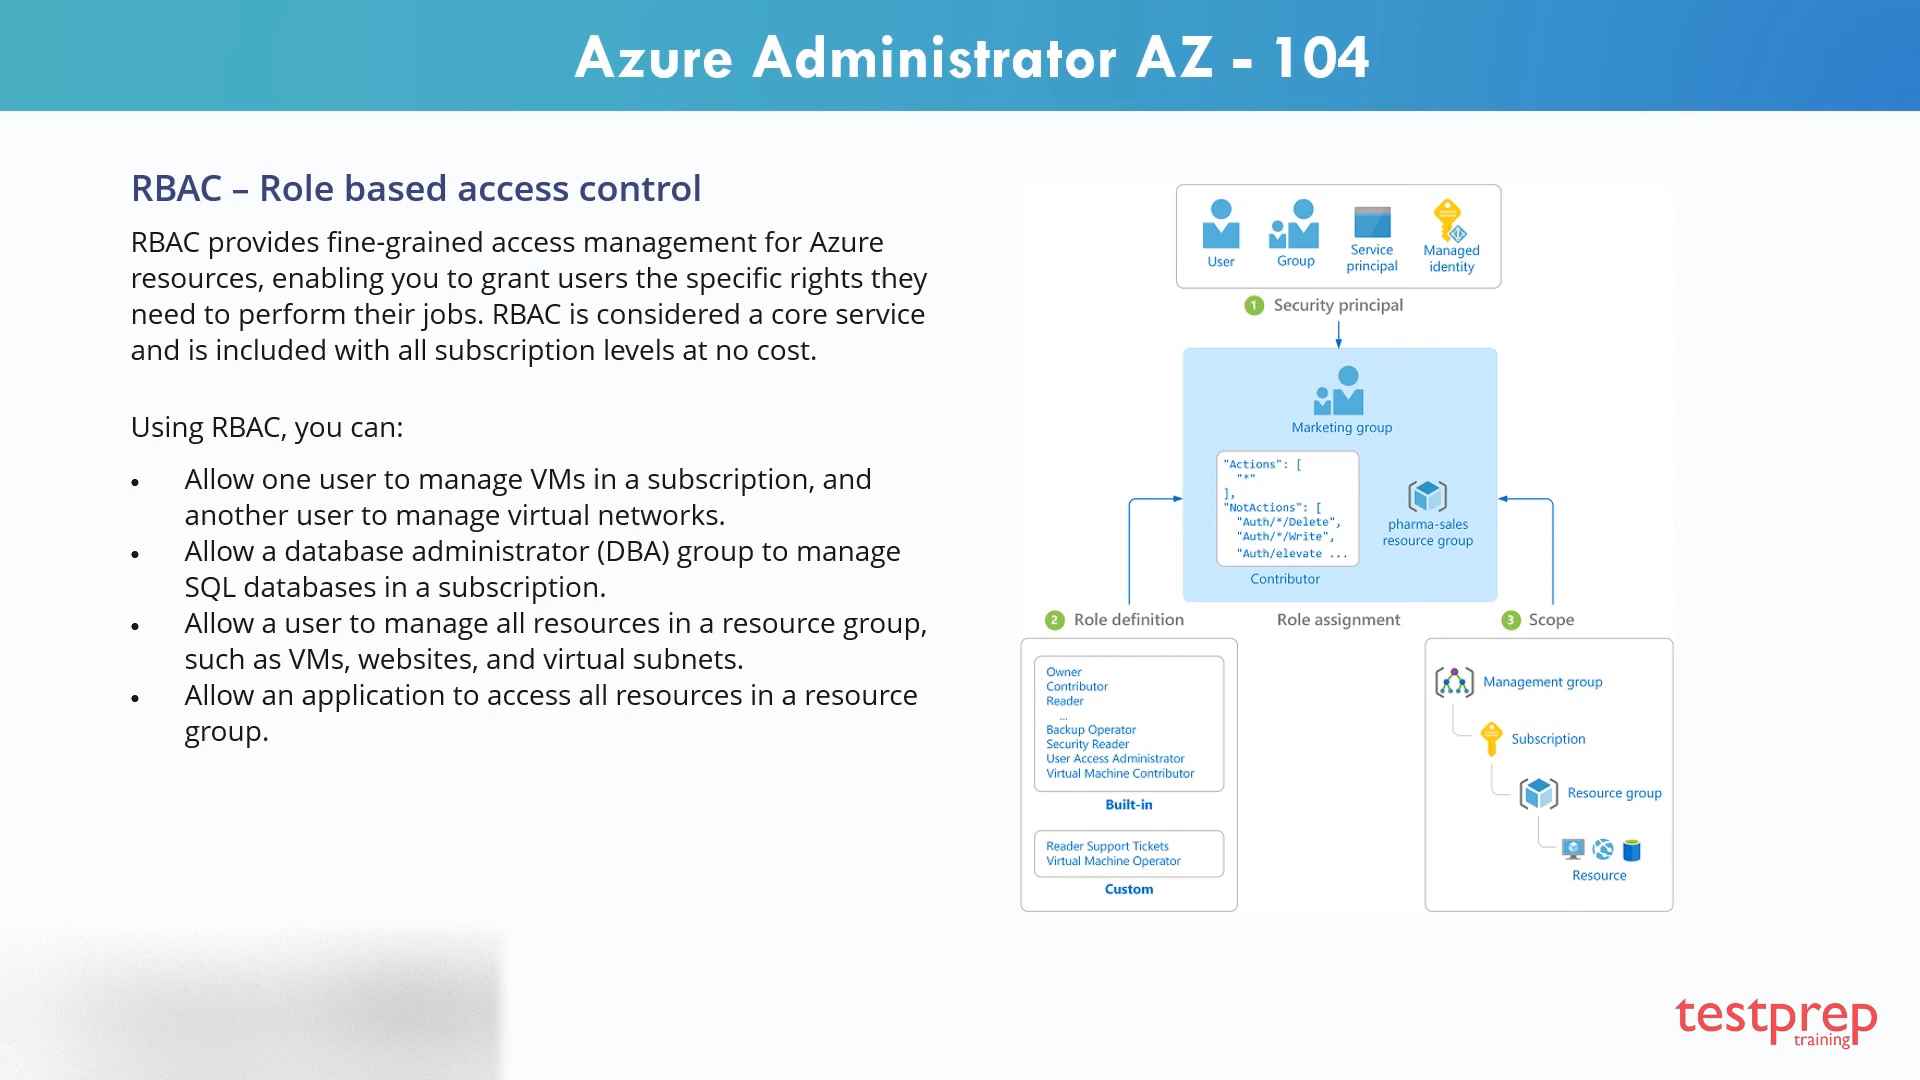 Azure Administrator AZ - 104
RBAC – Role based access control
RBAC provides fine-grained access management for Azure
resources, enabling you to grant users the specific rights they
need to perform their jobs. RBAC is considered a core service
and is included with all subscription levels at no cost.
Using RBAC, you can:
• Allow one user to manage VMs in a subscription, and
another user to manage virtual networks.
• Allow a database administrator (DBA) group to manage
SQL databases in a subscription.
• Allow a user to manage all resources in a resource group,
such as VMs, websites, and virtual subnets.
• Allow an application to access all resources in a resource
group.
User
Group
Service
principal
Managed
identity
1 Security principal
Marketing group
"Actions": [
"*"
],
"NotActions": [
"Auth/*/Delete",
"Auth/*/Write",
"Auth/elevate ...
Contributor
pharma-sales
resource group
2 Role definition
Role assignment
3 Scope
Owner
Contributor
Reader
...
Backup Operator
Security Reader
User Access Administrator
Virtual Machine Contributor
Built-in
Reader Support Tickets
Virtual Machine Operator
Custom
Management group
Subscription
Resource group
Resource
testprep
training